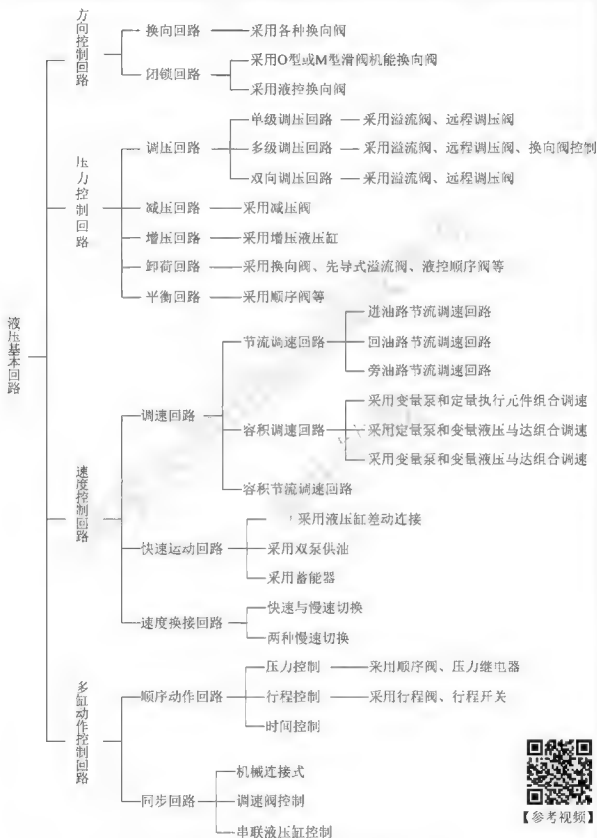 液压基本回路
方向控制回路
换向回路
采用各种换向阀
闭锁回路
采用O型或M型滑阀机能换向阀
采用液控换向阀
压力控制回路
调压回路
单级调压回路
采用溢流阀、远程调压阀
多级调压回路
采用溢流阀、远程调压阀、换向阀控制
双向调压回路
采用溢流阀、远程调压阀
减压回路
采用减压阀
增压回路
采用增压液压缸
卸荷回路
采用换向阀、先导式溢流阀、液控顺序阀等
平衡回路
采用顺序阀等
速度控制回路
调速回路
节流调速回路
进油路节流调速回路
回油路节流调速回路
旁油路节流调速回路
容积调速回路
采用变量泵和定量执行元件组合调速
采用定量泵和变量液压马达组合调速
采用变量泵和变量液压马达组合调速
容积节流调速回路
快速运动回路
采用液压缸差动连接
采用双泵供油
采用蓄能器
速度换接回路
快速与慢速切换
两种慢速切换
多缸动作控制回路
顺序动作回路
压力控制
采用顺序阀、压力继电器
行程控制
采用行程阀、行程开关
时间控制
同步回路
机械连接式
调速阀控制
串联液压缸控制
【参考视频】